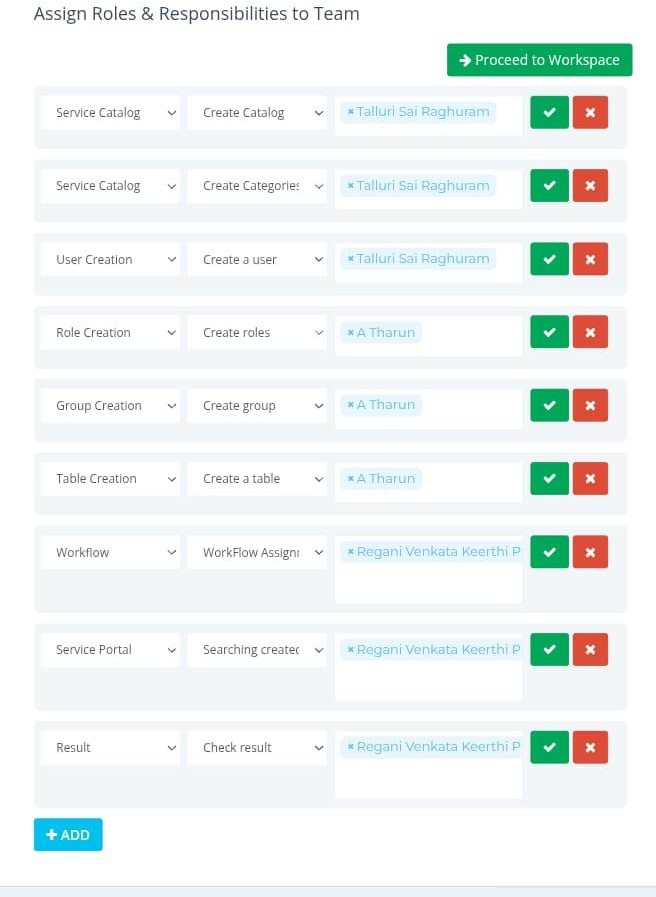 Assign Roles & Responsibilities to Team
Proceed to Workspace
Service Catalog Create Catalog × Talluri Sai Raghuram
Service Catalog Create Categories × Talluri Sai Raghuram
User Creation Create a user × Talluri Sai Raghuram
Role Creation Create roles × A Tharun
Group Creation Create group × A Tharun
Table Creation Create a table × A Tharun
Workflow WorkFlow Assign × Regani Venkata Keerthi P
Service Portal Searching create × Regani Venkata Keerthi P
Result Check result × Regani Venkata Keerthi P
+ ADD